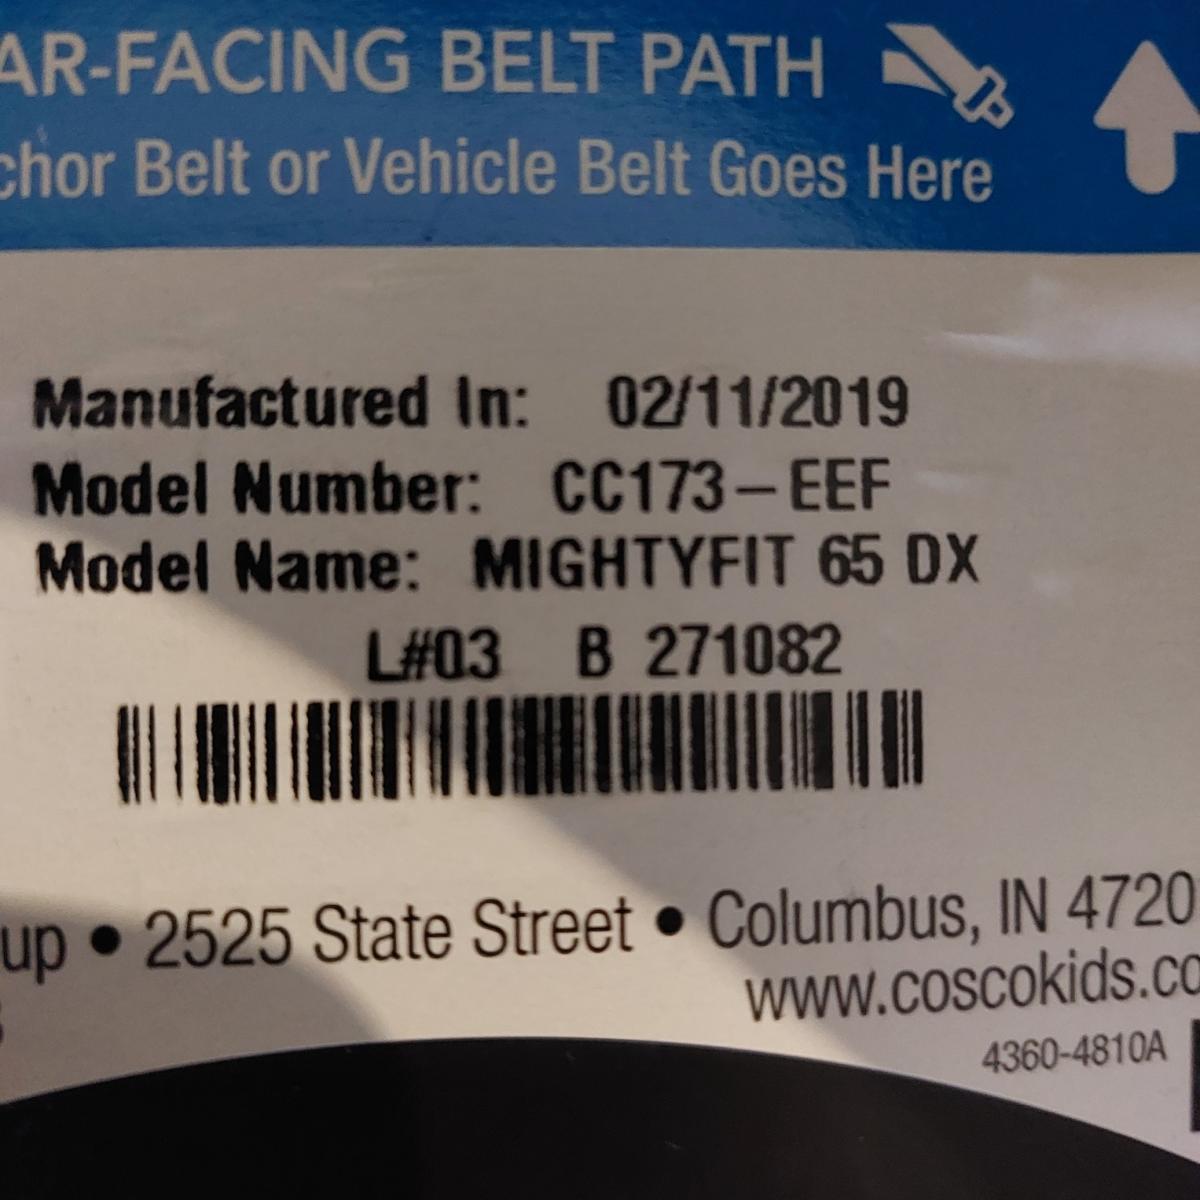 AR-FACING BELT PATH
chor Belt or Vehicle Belt Goes Here
Manufactured In: 02/11/2019
Model Number: CC173-EEF
Model Name: MIGHTYFIT 65 DX
L#03 B 271082
up • 2525 State Street • Columbus, IN 4720
www.coscokids.co
4360-4810A